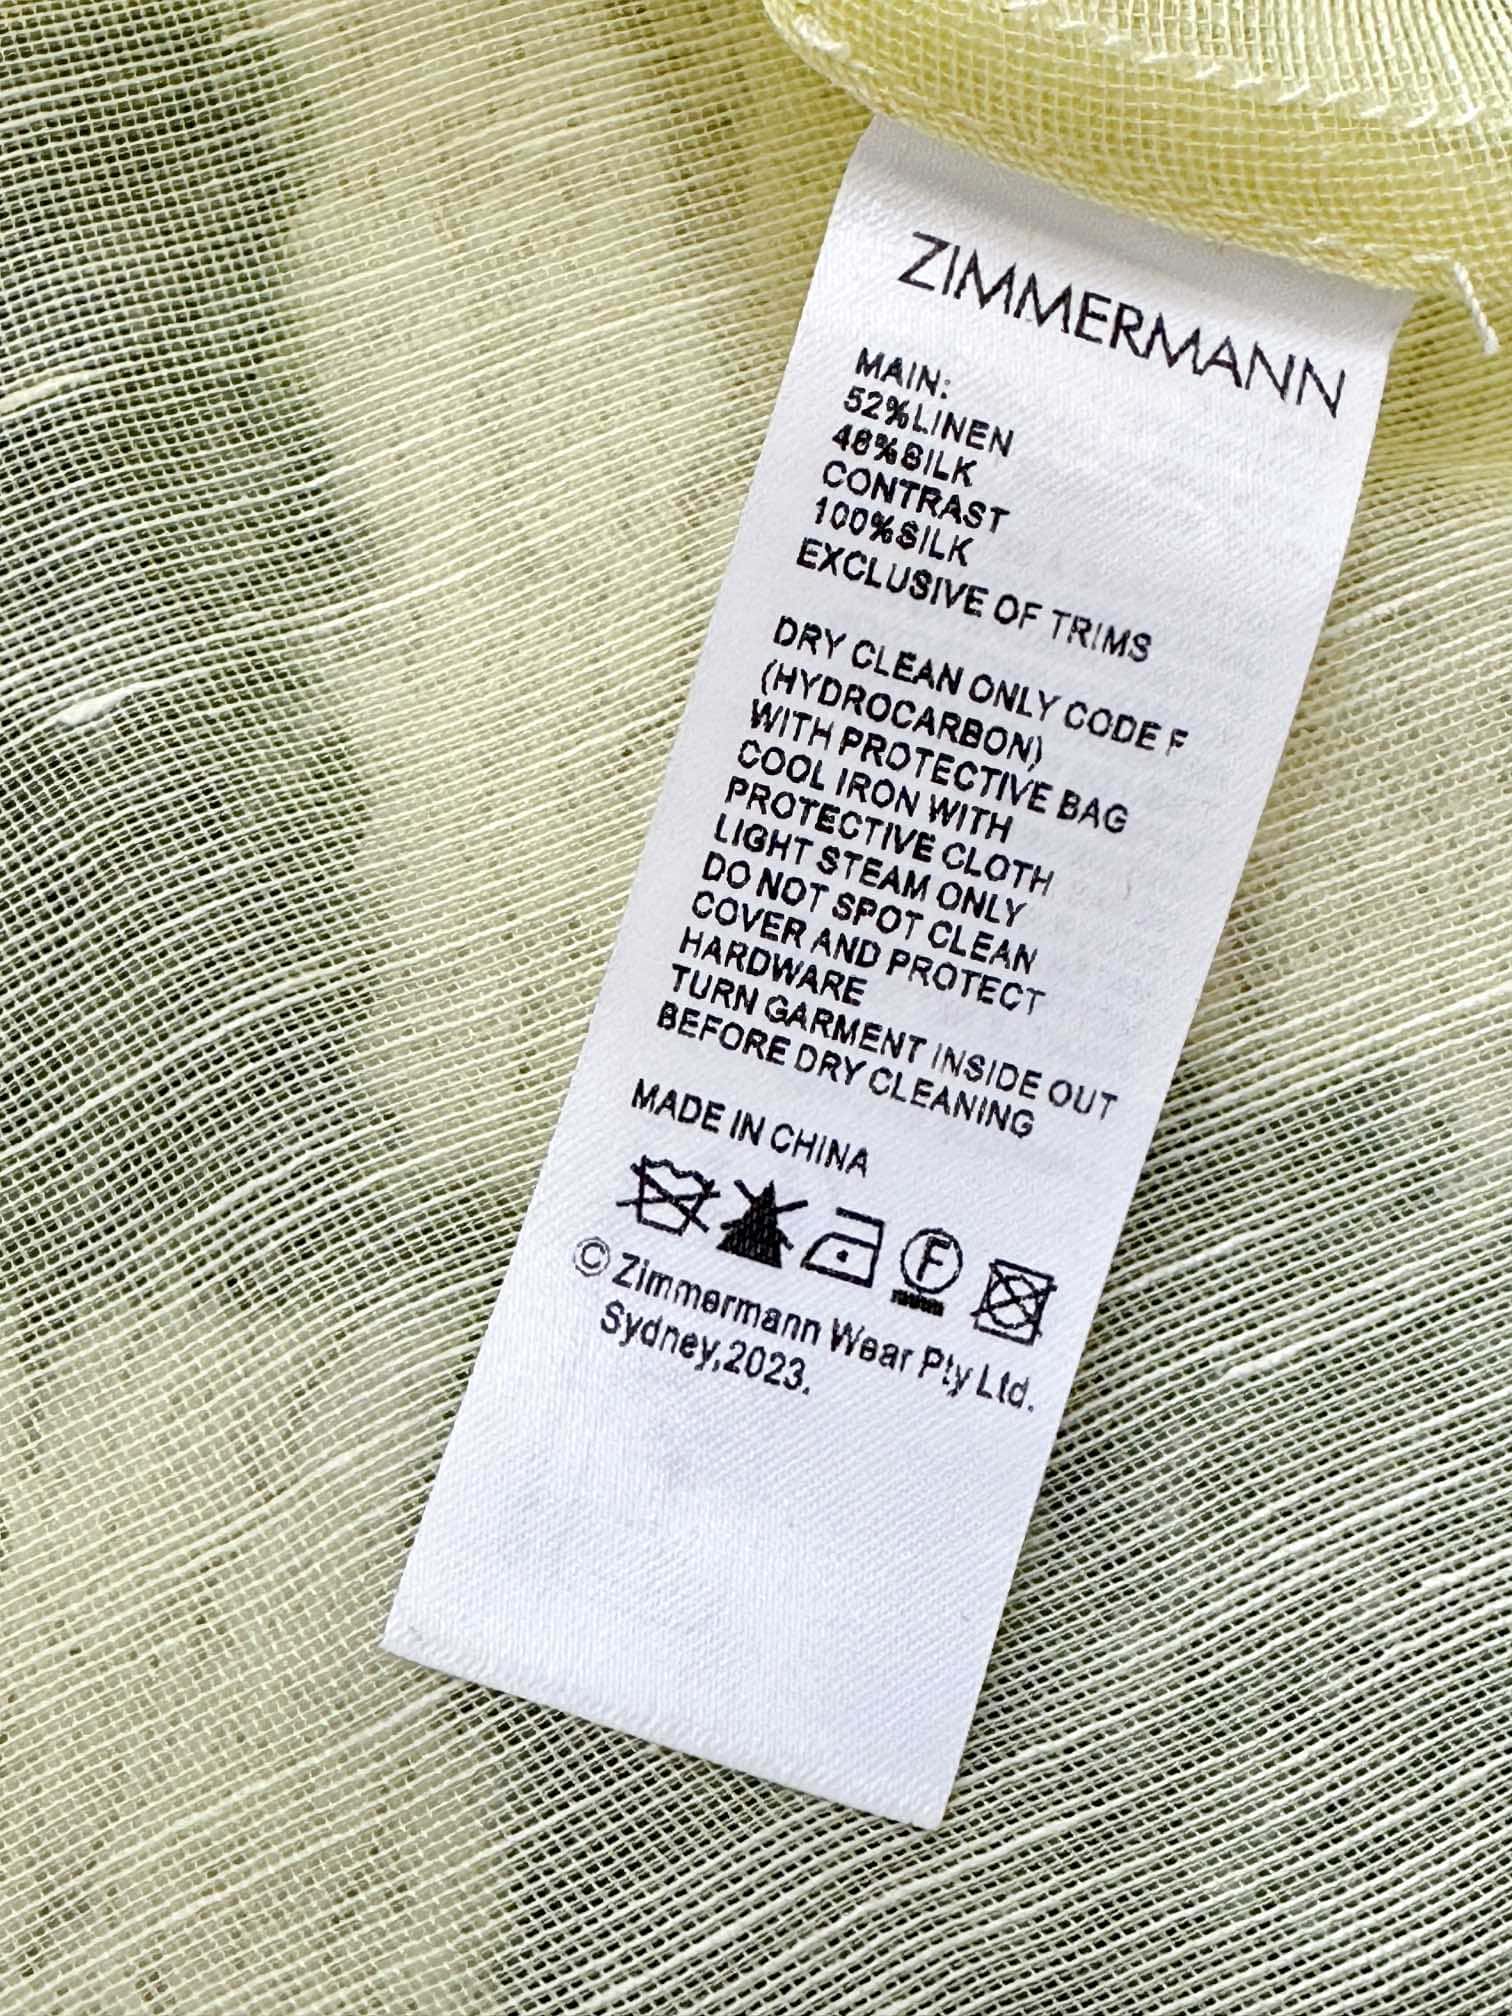 ZIMMERMANN
MAIN:
52%LINEN
48%SILK
CONTRAST
100%SILK
EXCLUSIVE OF TRIMS
DRY CLEAN ONLY CODE F
(HYDROCARBON)
WITH PROTECTIVE BAG
COOL IRON WITH
PROTECTIVE CLOTH
LIGHT STEAM ONLY
DO NOT SPOT CLEAN
COVER AND PROTECT
HARDWARE
TURN GARMENT INSIDE OUT
BEFORE DRY CLEANING
MADE IN CHINA
F
© Zimmermann Wear Pty Ltd.
Sydney,2023.